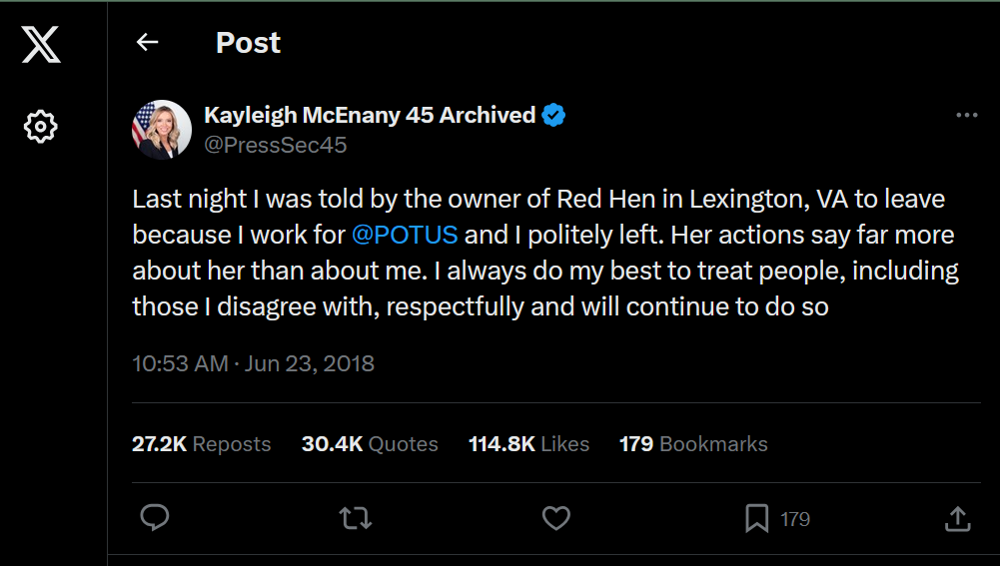 Post
Kayleigh McEnany 45 Archived
@PressSec45
Last night I was told by the owner of Red Hen in Lexington, VA to leave
because I work for @POTUS and I politely left. Her actions say far more
about her than about me. I always do my best to treat people, including
those I disagree with, respectfully and will continue to do so
10:53 AM · Jun 23, 2018
27.2K Reposts 30.4K Quotes 114.8K Likes 179 Bookmarks
179